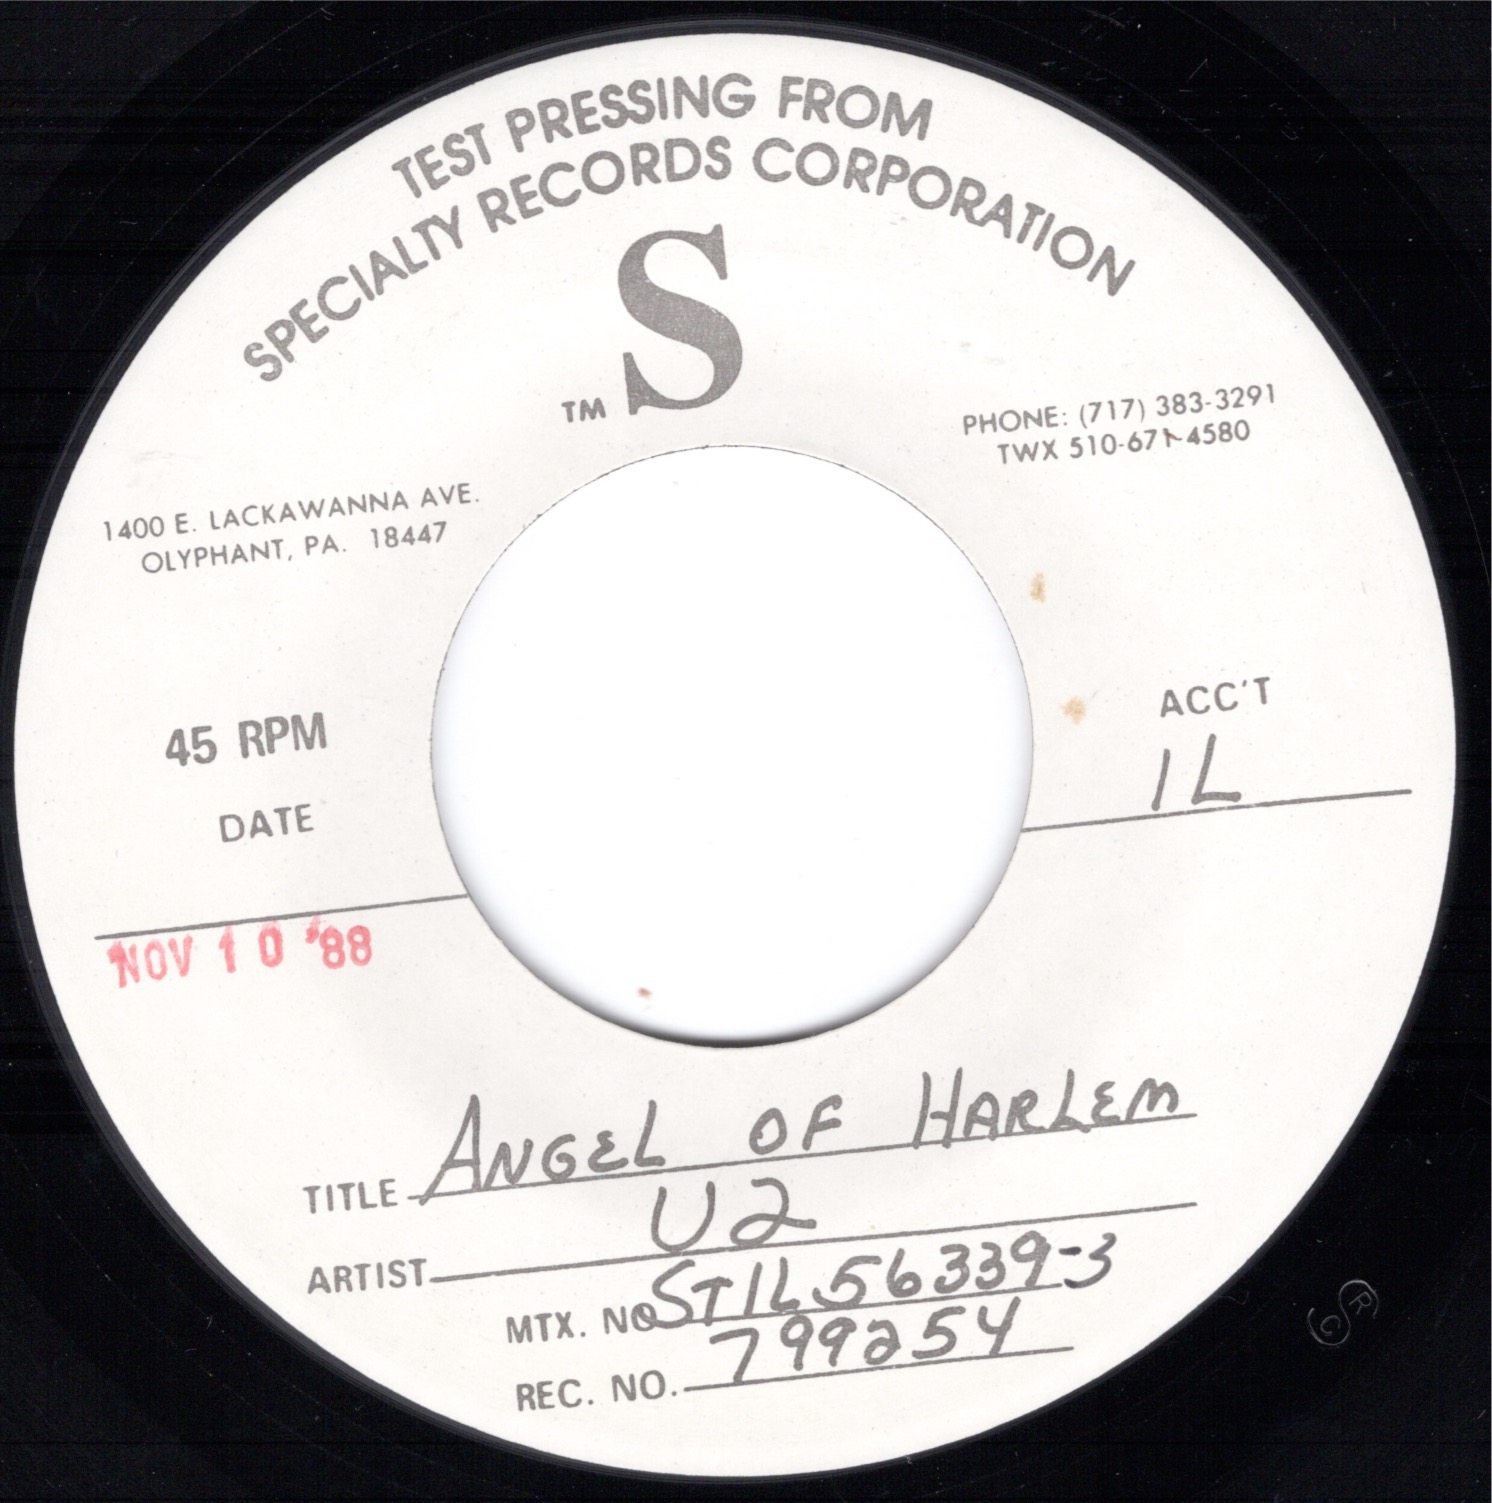 TEST PRESSING FROM
SPECIALTY RECORDS CORPORATION
S
TM
PHONE: (717) 383-3291
TWX 510-671-4580
1400 E. LACKAWANNA AVE.
OLYPHANT, PA. 18447
45 RPM
ACC'T
1L
DATE
NOV 10 '88
TITLE ANGEL OF HARLEM
ARTIST U2
MTX. NO. ST1L56339-3
REC. NO. 799254
SRC